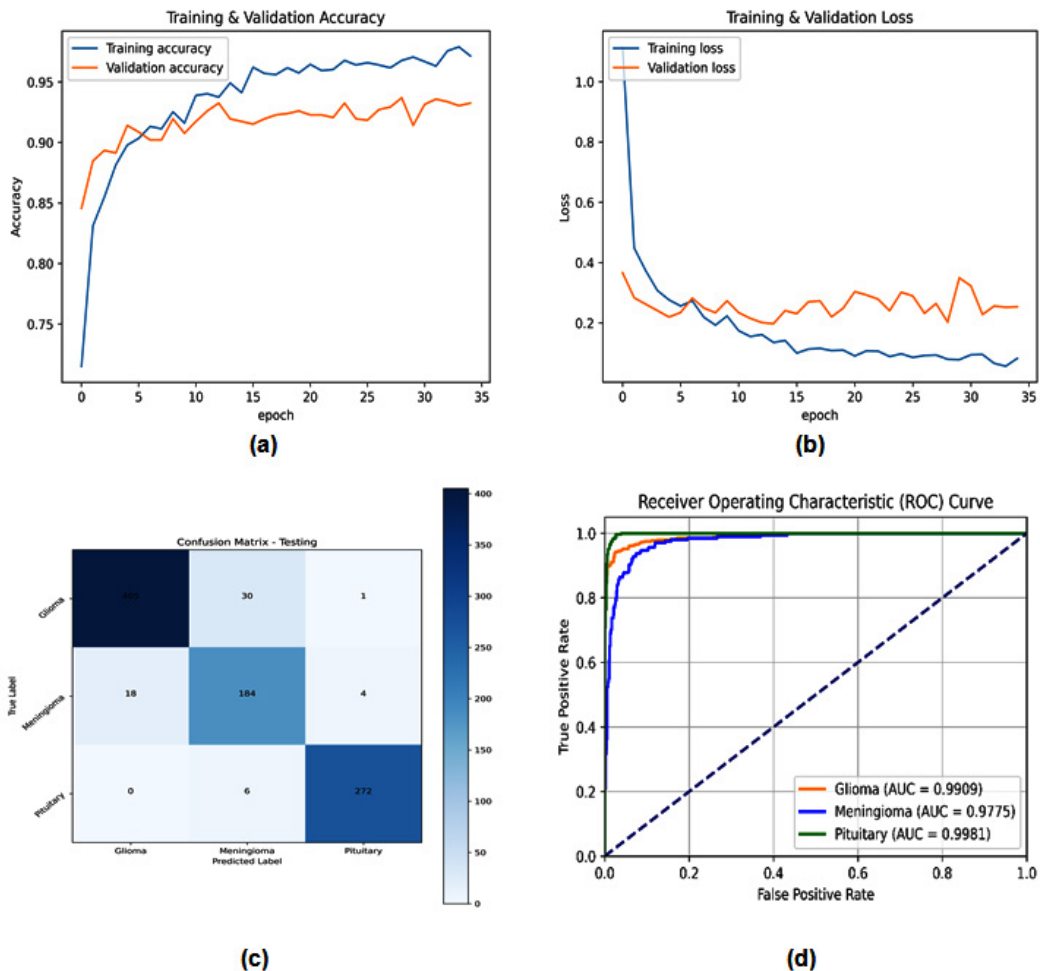 Training & Validation Accuracy
Training accuracy
Validation accuracy
0.95
0.90
0.85
0.80
0.75
Accuracy
0 5 10 15 20 25 30 35
epoch
(a)
Training & Validation Loss
Training loss
Validation loss
1.0
0.8
0.6
0.4
0.2
Loss
0 5 10 15 20 25 30 35
epoch
(b)
Confusion Matrix - Testing
Glioma 30 1
Meningioma 18 184 4
Pituitary 0 6 272
True Label
Glioma Meningioma Pituitary
Predicted Label
400
350
300
250
200
150
100
50
0
(c)
Receiver Operating Characteristic (ROC) Curve
1.0
0.8
0.6
0.4
0.2
0.0
True Positive Rate
Glioma (AUC = 0.9909)
Meningioma (AUC = 0.9775)
Pituitary (AUC = 0.9981)
0.0 0.2 0.4 0.6 0.8 1.0
False Positive Rate
(d)